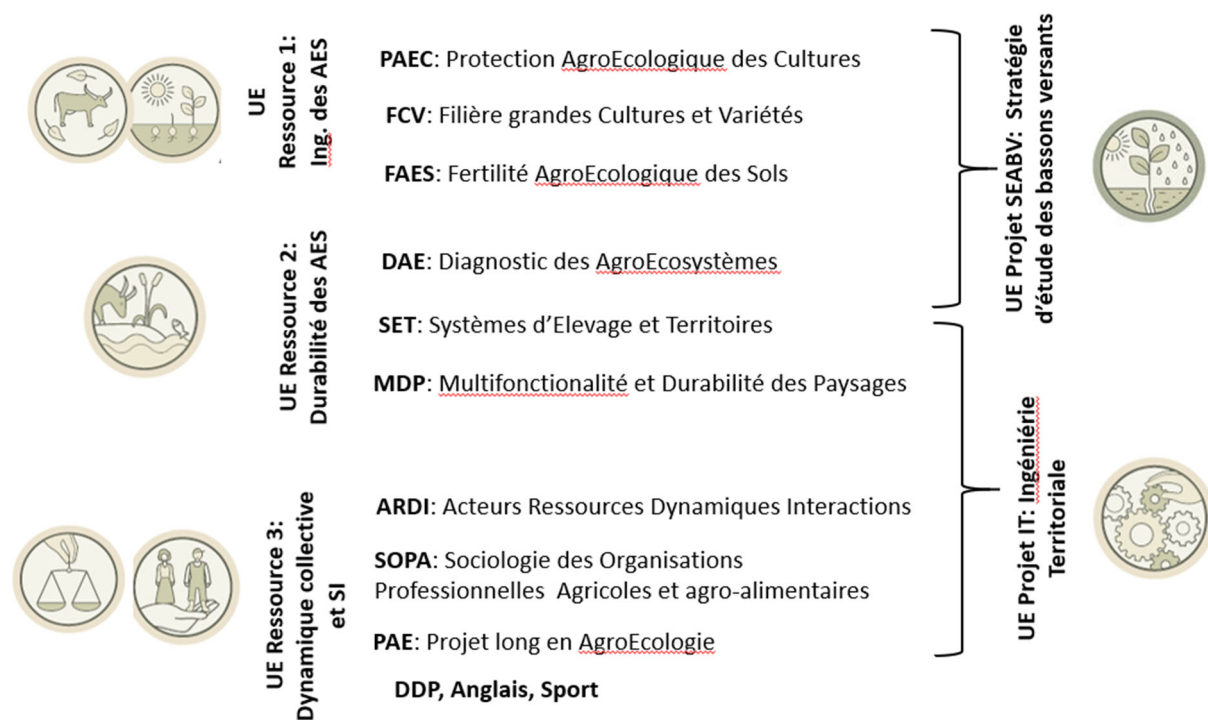 UE
Ressource 1:
Ing. des AES
PAEC: Protection AgroEcologique des Cultures
FCV: Filière grandes Cultures et Variétés
FAES: Fertilité AgroEcologique des Sols
UE Ressource 2:
Durabilité des AES
DAE: Diagnostic des AgroEcosystèmes
SET: Systèmes d’Elevage et Territoires
MDP: Multifonctionalité et Durabilité des Paysages
UE Ressource 3:
Dynamique collective
et SI
ARDI: Acteurs Ressources Dynamiques Interactions
SOPA: Sociologie des Organisations
Professionnelles Agricoles et agro-alimentaires
PAE: Projet long en AgroEcologie
DDP, Anglais, Sport
UE Projet SEABV: Stratégie
d’étude des bassons versants
UE Projet IT: Ingéniérie
Territoriale